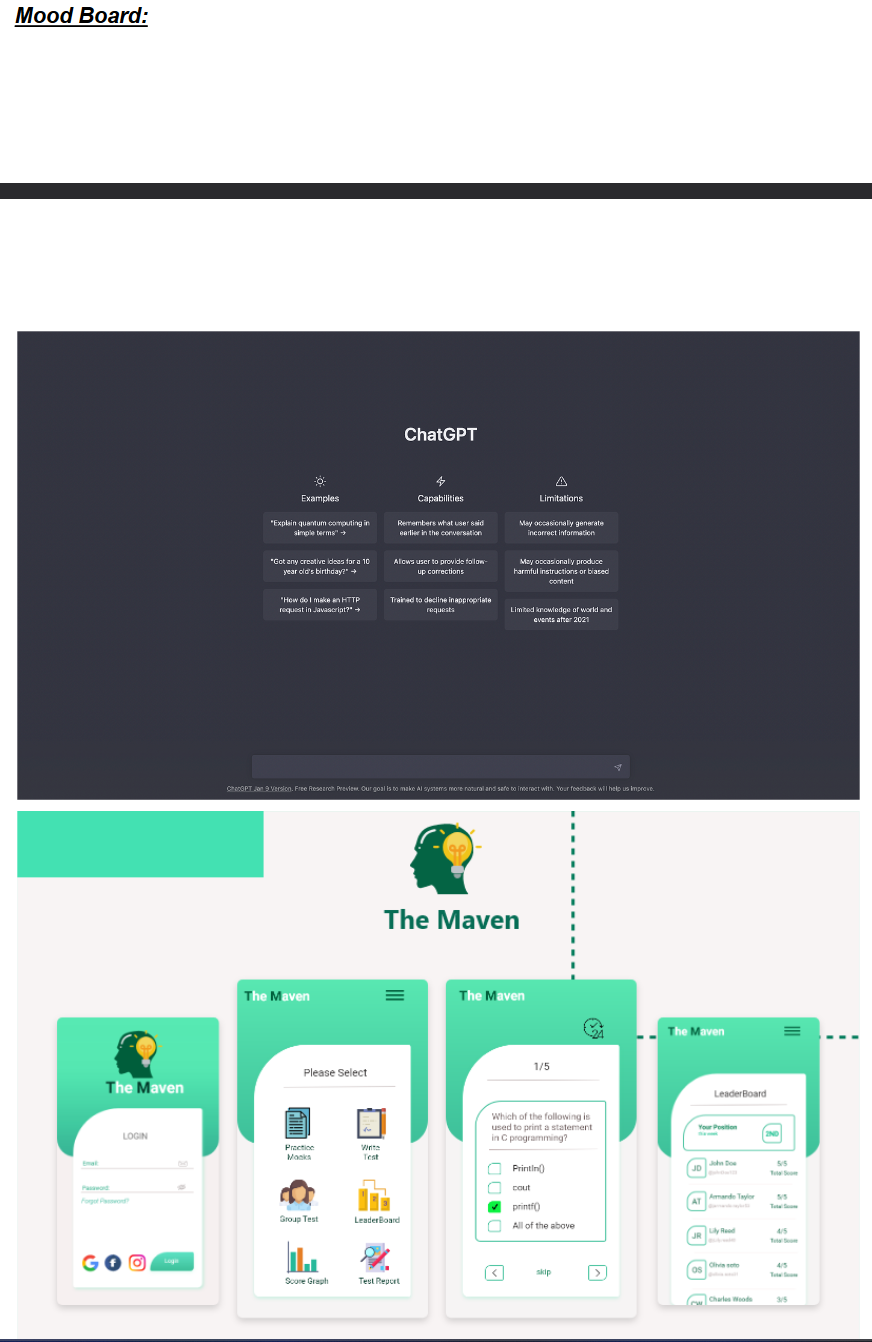 Mood Board:
ChatGPT
Examples
Capabilities
Limitations
"Explain quantum computing in
simple terms" →
Remembers what user said
earlier in the conversation
May occasionally generate
incorrect information
"Got any creative ideas for a 10
year old's birthday?" →
Allows user to provide follow-
up corrections
May occasionally produce
harmful instructions or biased
content
"How do I make an HTTP
request in Javascript?" →
Trained to decline inappropriate
requests
Limited knowledge of world and
events after 2021
ChatGPT Jan 9 Version. Free Research Preview. Our goal is to make AI systems more natural and safe to interact with. Your feedback will help us improve.
The Maven
The Maven
LOGIN
Email
Password
Forgot Password?
Login
The Maven
Please Select
Practice
Mocks
Write
Test
Group Test
LeaderBoard
Score Graph
Test Report
The Maven
24
1/5
Which of the following is
used to print a statement
in C programming?
Println()
cout
printf()
All of the above
skip
The Maven
LeaderBoard
Your Position
2ND
JD
John Doe
5/5
Total Score
AT
Armando Taylor
5/5
Total Score
JR
Lily Reed
4/5
Total Score
OS
Olivia soto
4/5
Total Score
CW
Charles Woods
3/5